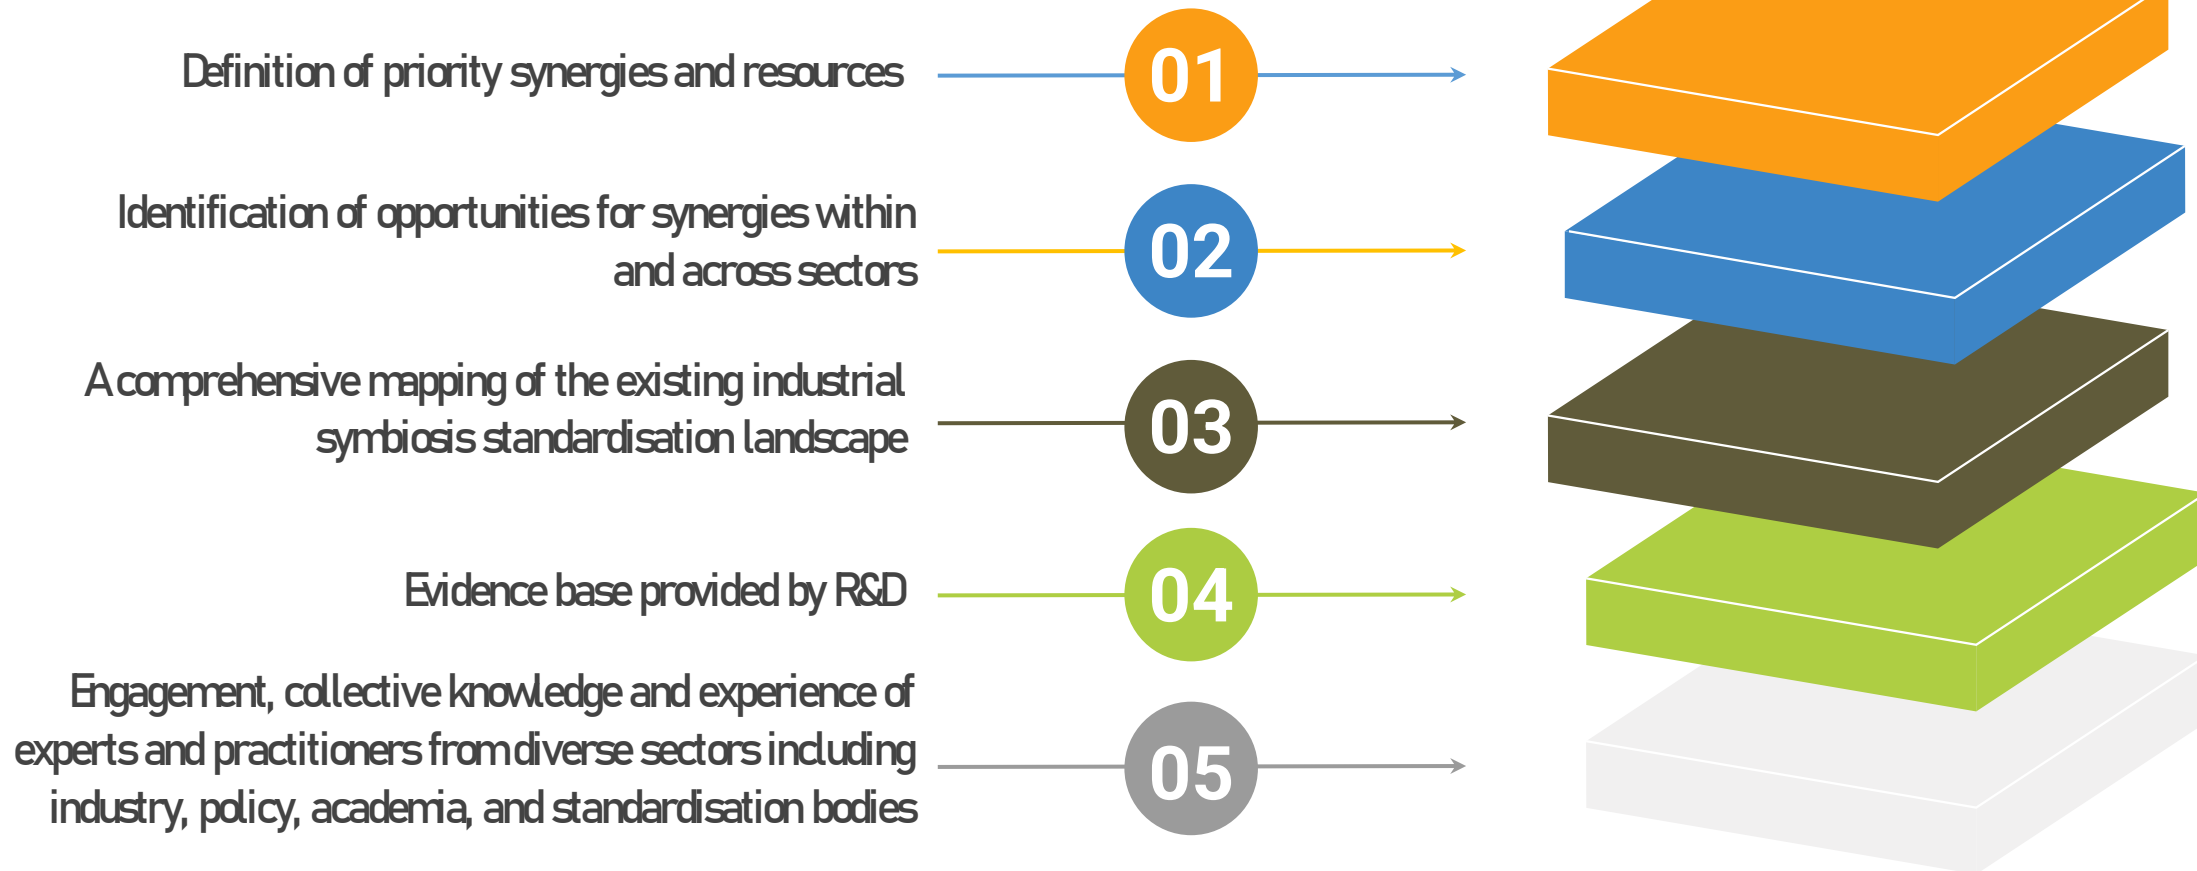 Definition of priority synergies and resources
01
Identification of opportunities for synergies within
and across sectors
02
A comprehensive mapping of the existing industrial
symbiosis standardisation landscape
03
Evidence base provided by R&D
04
Engagement, collective knowledge and experience of
experts and practitioners from diverse sectors including
industry, policy, academia, and standardisation bodies
05